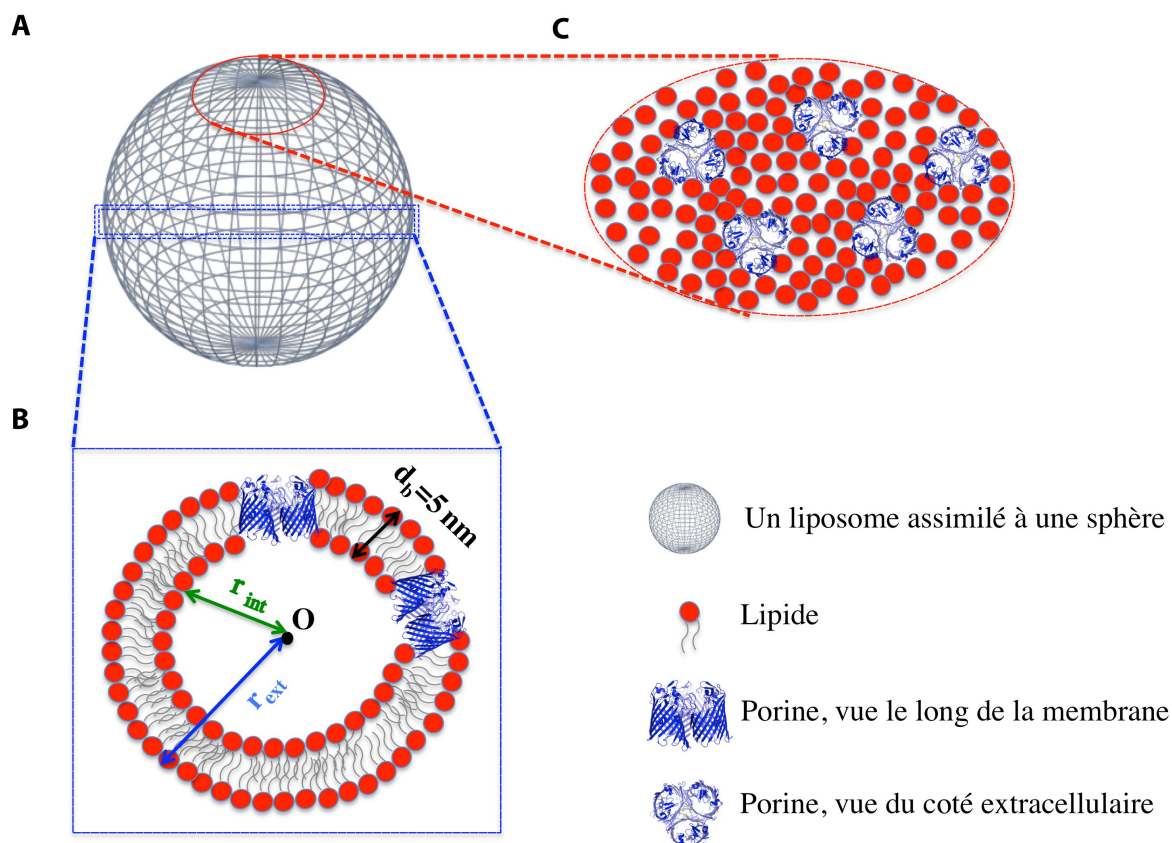 A
C
B
d_b=5 nm
r_int
O
r_ext
Un liposome assimilé à une sphère
Lipide
Porine, vue le long de la membrane
Porine, vue du coté extracellulaire